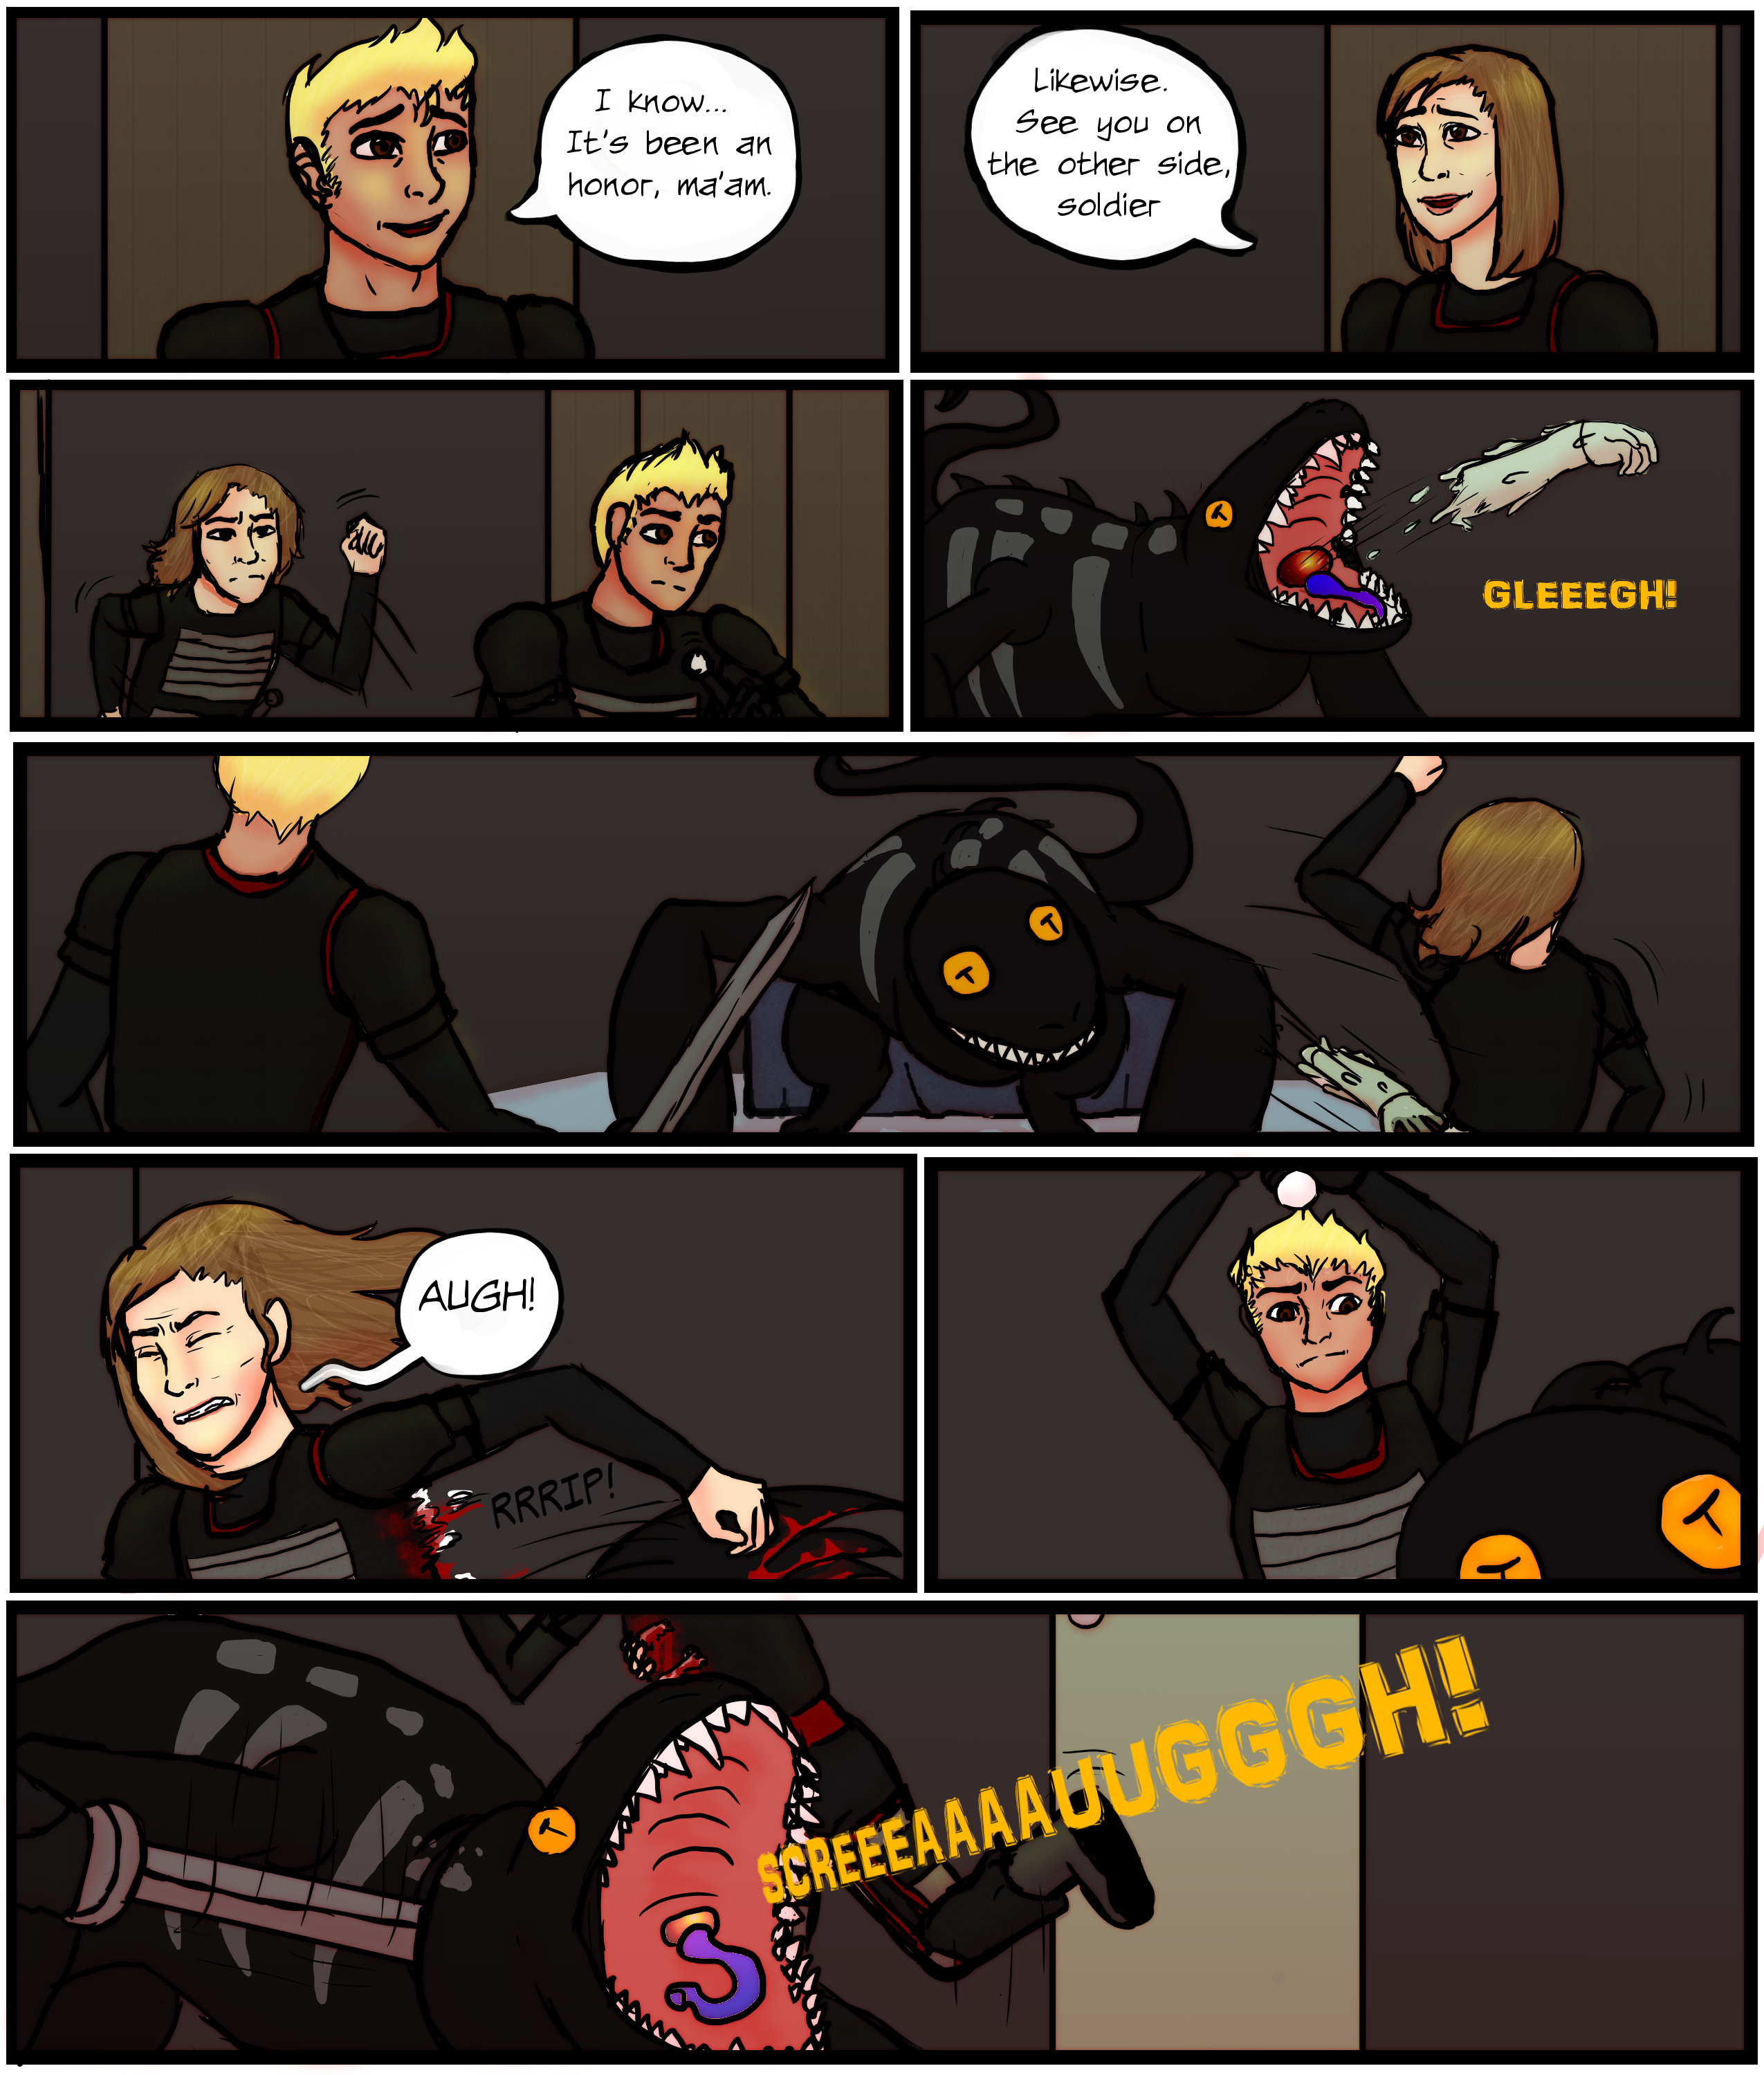 I know...
It's been an
honor, ma'am.
Likewise.
See you on
the other side,
soldier
GLEEEGH!
AUGH!
RRRIP!
SCREEEAAAAUUGGGH!